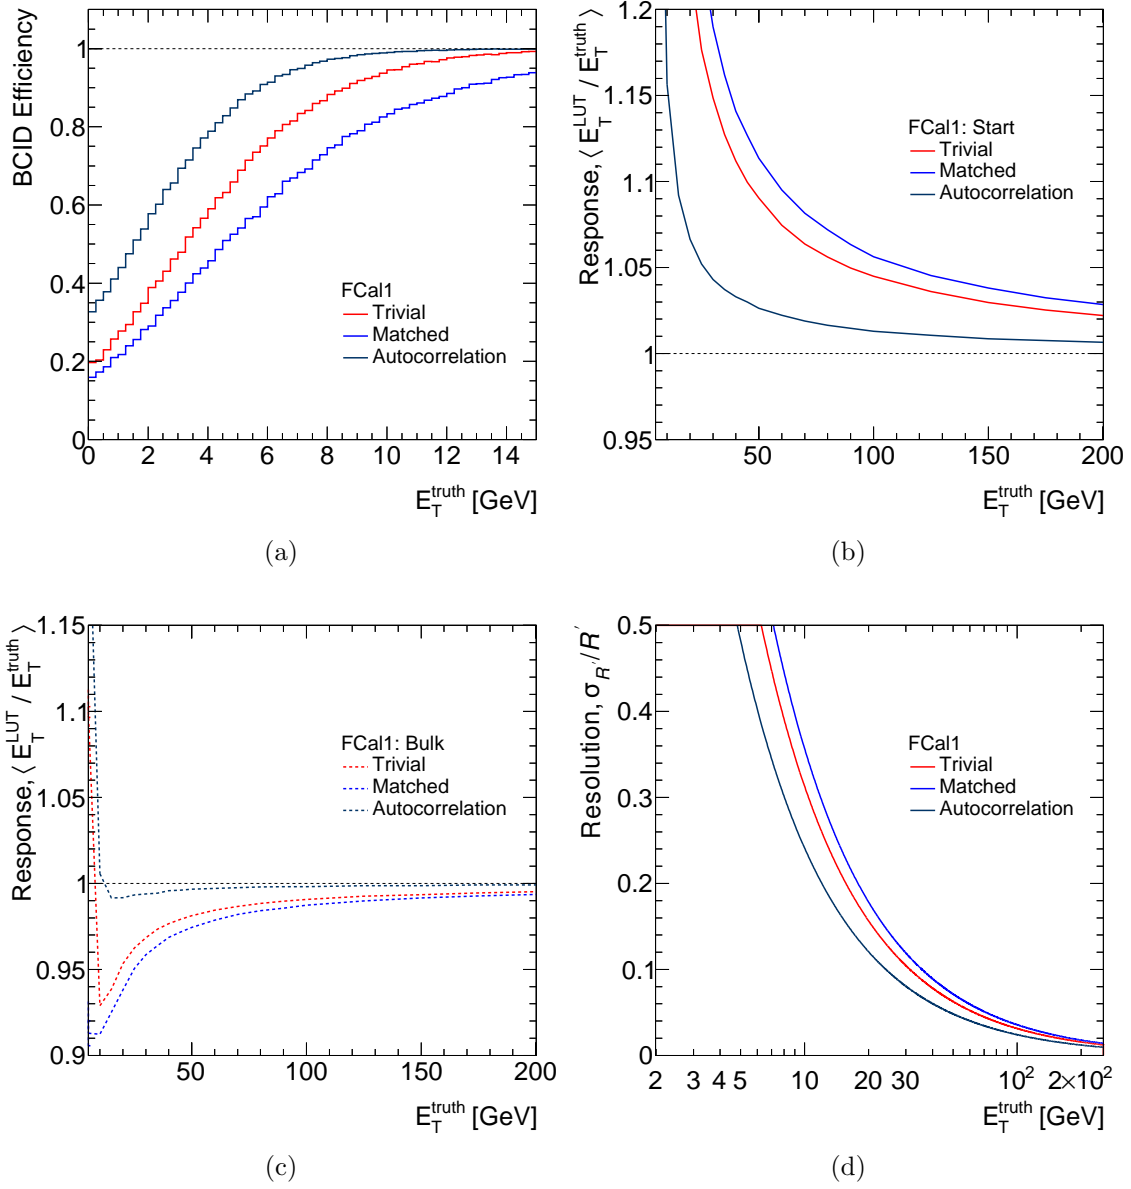 BCID Efficiency
1
0.8
0.6
0.4
0.2
0
FCal1
Trivial
Matched
Autocorrelation
0 2 4 6 8 10 12 14
E_T^truth [GeV]
(a)
Response, ⟨ E_T^LUT / E_T^truth ⟩
1.2
1.15
1.1
1.05
1
0.95
FCal1: Start
Trivial
Matched
Autocorrelation
50 100 150 200
E_T^truth [GeV]
(b)
Response, ⟨ E_T^LUT / E_T^truth ⟩
1.15
1.1
1.05
1
0.95
0.9
FCal1: Bulk
Trivial
Matched
Autocorrelation
50 100 150 200
E_T^truth [GeV]
(c)
Resolution, σ_R′/R′
0.5
0.4
0.3
0.2
0.1
0
FCal1
Trivial
Matched
Autocorrelation
2 3 4 5 10 20 30 10² 2×10²
E_T^truth [GeV]
(d)